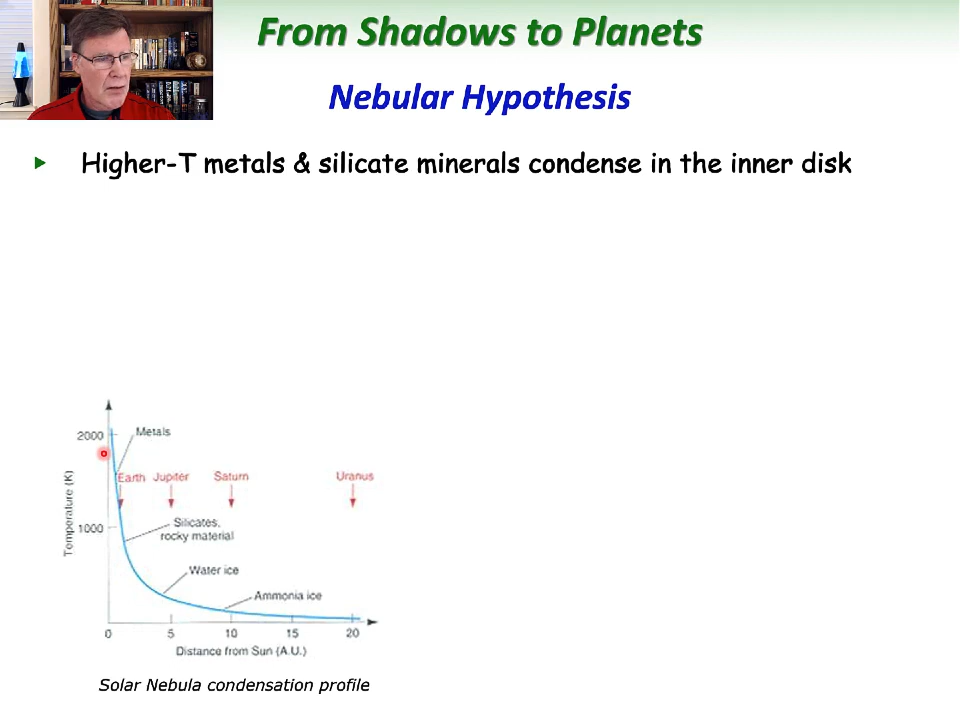 From Shadows to Planets
Nebular Hypothesis
Higher-T metals & silicate minerals condense in the inner disk
2000
Metals
Earth Jupiter Saturn Uranus
Temperature (K)
1000
Silicates,
rocky material
Water ice
Ammonia ice
0 5 10 15 20
Distance from Sun (A.U.)
Solar Nebula condensation profile